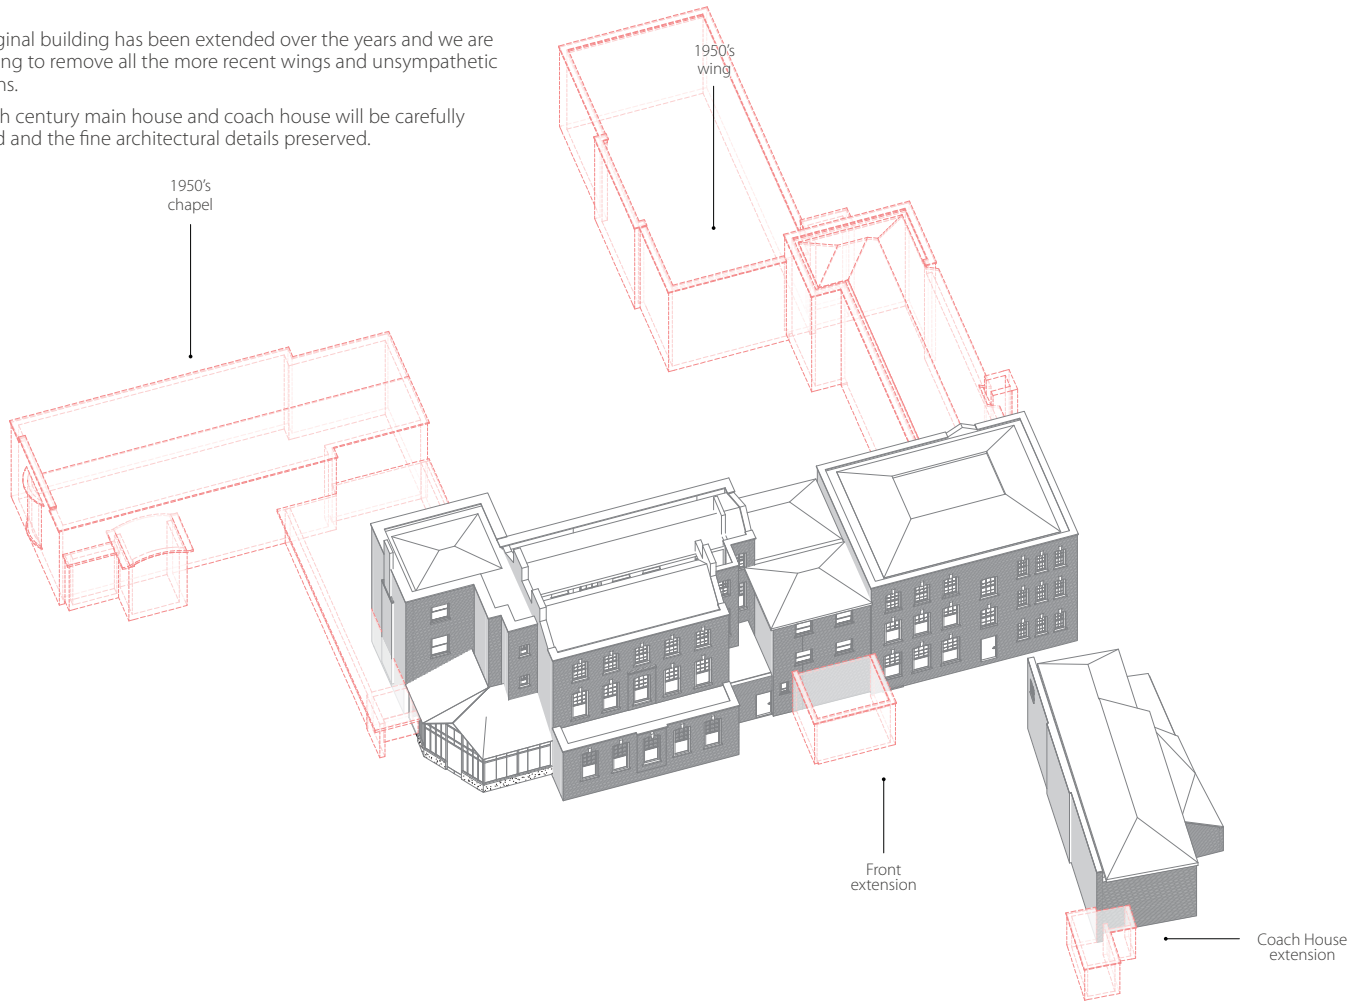 ginal building has been extended over the years and we are
ng to remove all the more recent wings and unsympathetic
ns.
h century main house and coach house will be carefully
d and the fine architectural details preserved.
1950's
wing
1950's
chapel
Front
extension
Coach House
extension